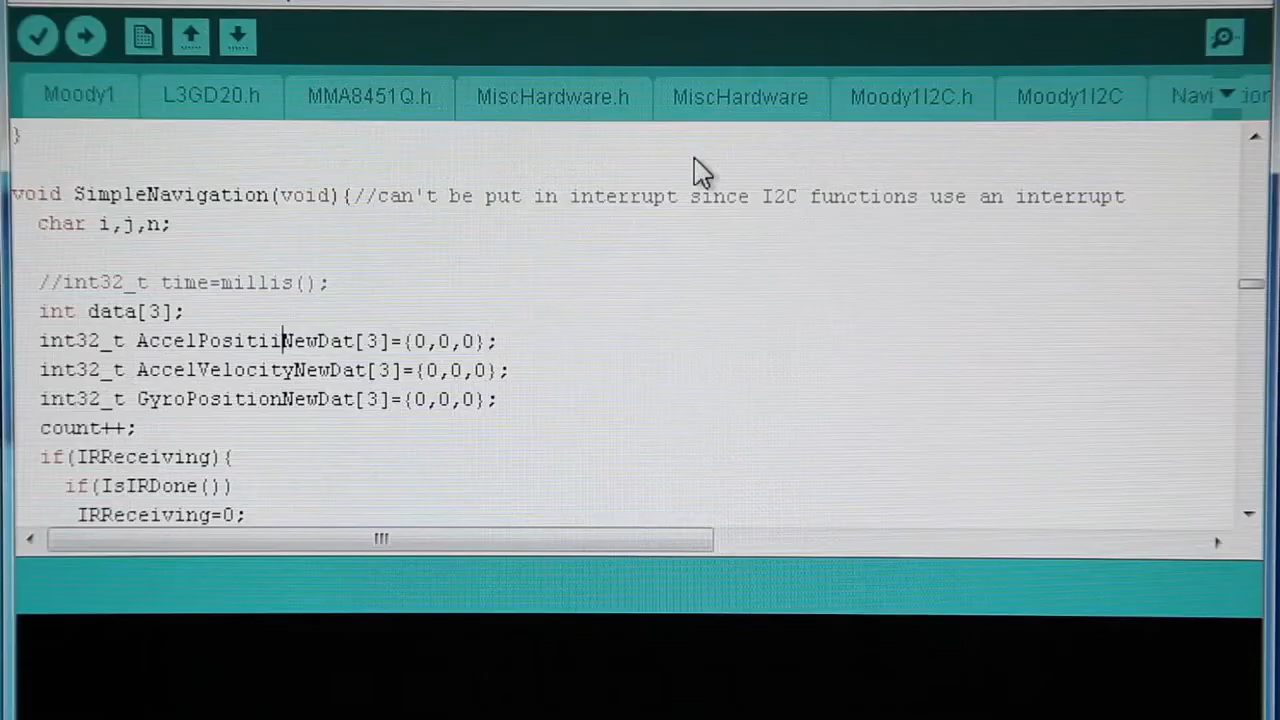 Moody1 L3GD20.h MMA8451Q.h MiscHardware.h MiscHardware Moody1I2C.h Moody1I2C Navi ion
}
void SimpleNavigation(void){//can't be put in interrupt since I2C functions use an interrupt
char i,j,n;
//int32_t time=millis();
int data[3];
int32_t AccelPositiiNewDat[3]={0,0,0};
int32_t AccelVelocityNewDat[3]={0,0,0};
int32_t GyroPositionNewDat[3]={0,0,0};
count++;
if(IRReceiving){
if(IsIRDone())
IRReceiving=0;